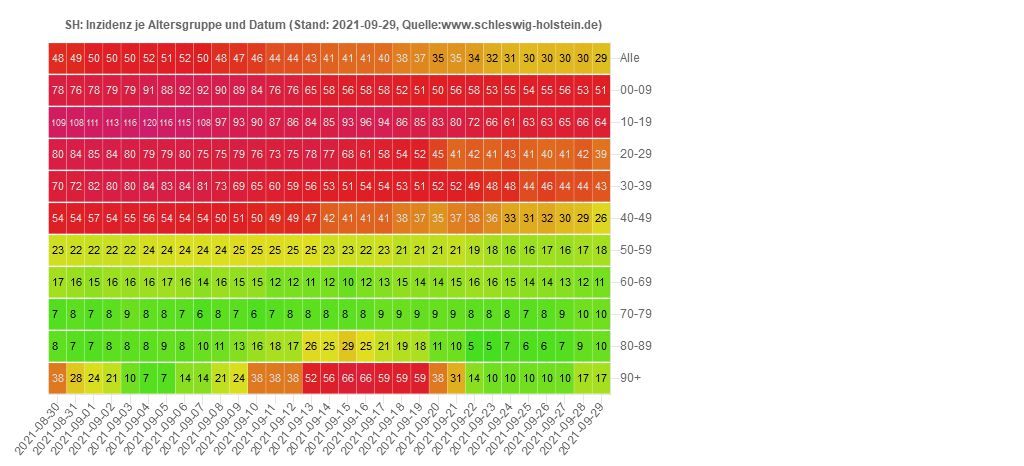 SH: Inzidenz je Altersgruppe und Datum (Stand: 2021-09-29, Quelle:www.schleswig-holstein.de)
48 49 50 50 50 52 51 52 50 48 47 46 44 44 43 41 41 41 40 38 37 35 35 34 32 31 30 30 30 30 29 Alle
78 76 78 79 79 91 88 92 92 90 89 84 76 76 65 58 56 58 58 52 51 50 56 58 53 55 54 55 56 53 51 00-09
109 108 111 113 116 120 116 115 108 97 93 90 87 86 84 85 93 96 94 86 85 83 80 72 66 61 63 63 65 66 64 10-19
80 84 85 84 80 79 79 80 75 75 79 76 73 75 78 77 68 61 58 54 52 45 41 42 41 43 41 40 41 42 39 20-29
70 72 82 80 80 84 83 84 81 73 69 65 60 59 56 53 51 54 54 53 51 52 52 49 48 48 44 46 44 44 43 30-39
54 54 57 54 55 56 54 54 54 50 51 50 49 49 47 42 41 41 41 38 37 35 37 38 36 33 31 32 30 29 26 40-49
23 22 22 22 22 24 24 24 24 24 25 25 25 25 25 23 23 22 23 21 21 21 21 19 18 16 16 17 16 17 18 50-59
17 16 15 16 16 16 17 16 14 16 15 15 12 12 11 12 10 12 13 15 14 14 15 16 16 15 14 14 13 12 11 60-69
7 8 7 8 9 8 8 7 6 8 7 6 7 8 8 8 8 8 9 9 9 9 9 8 8 8 7 8 9 10 10 70-79
8 7 7 8 8 8 9 8 10 11 13 16 18 17 26 25 29 25 21 19 18 11 10 5 5 7 6 6 7 9 10 80-89
38 28 24 21 10 7 7 14 14 21 24 38 38 38 52 56 66 66 59 59 59 38 31 14 10 10 10 10 10 17 17 90+
2021-08-30 2021-08-31 2021-09-01 2021-09-02 2021-09-03 2021-09-04 2021-09-05 2021-09-06 2021-09-07 2021-09-08 2021-09-09 2021-09-10 2021-09-11 2021-09-12 2021-09-13 2021-09-14 2021-09-15 2021-09-16 2021-09-17 2021-09-18 2021-09-19 2021-09-20 2021-09-21 2021-09-22 2021-09-23 2021-09-24 2021-09-25 2021-09-26 2021-09-27 2021-09-28 2021-09-29